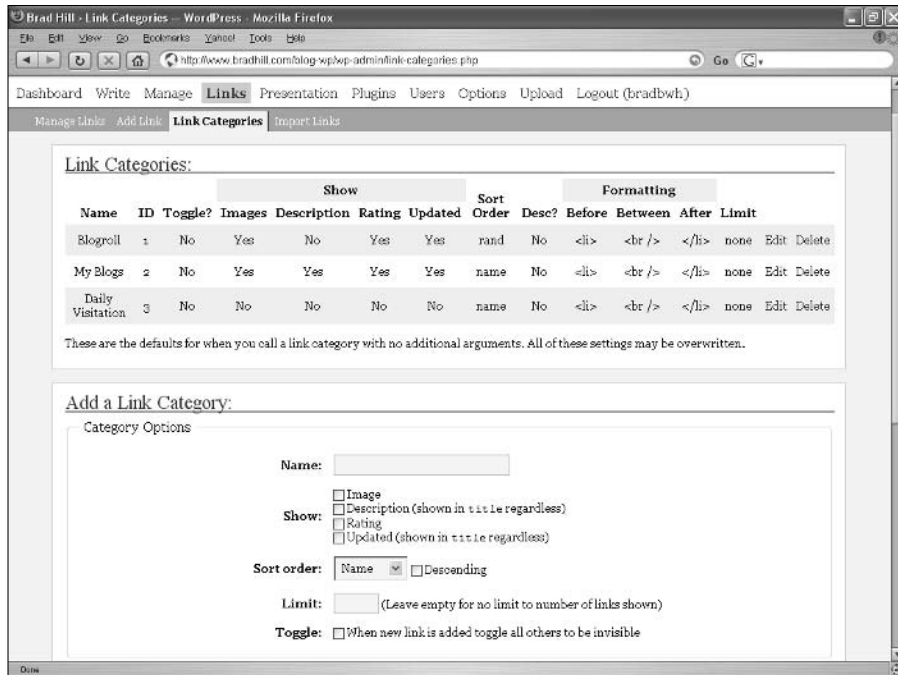 Brad Hill › Link Categories — WordPress - Mozilla Firefox
File Edit View Go Bookmarks Yahoo! Tools Help
http://www.bradhill.com/blog-wp/wp-admin/link-categories.php Go G
Dashboard Write Manage Links Presentation Plugins Users Options Upload Logout (bradbwh)
Manage Links Add Link Link Categories Import Links
Link Categories:
Show Formatting
Name ID Toggle? Images Description Rating Updated Sort Order Desc? Before Between After Limit
Blogroll 1 No Yes No Yes Yes rand No <li> <br /> </li> none Edit Delete
My Blogs 2 No Yes Yes Yes Yes name No <li> <br /> </li> none Edit Delete
Daily Visitation 3 No No No No No name No <li> <br /> </li> none Edit Delete
These are the defaults for when you call a link category with no additional arguments. All of these settings may be overwritten.
Add a Link Category:
Category Options
Name:
Show:
Image
Description (shown in title regardless)
Rating
Updated (shown in title regardless)
Sort order: Name Descending
Limit: (Leave empty for no limit to number of links shown)
Toggle: When new link is added toggle all others to be invisible
Done